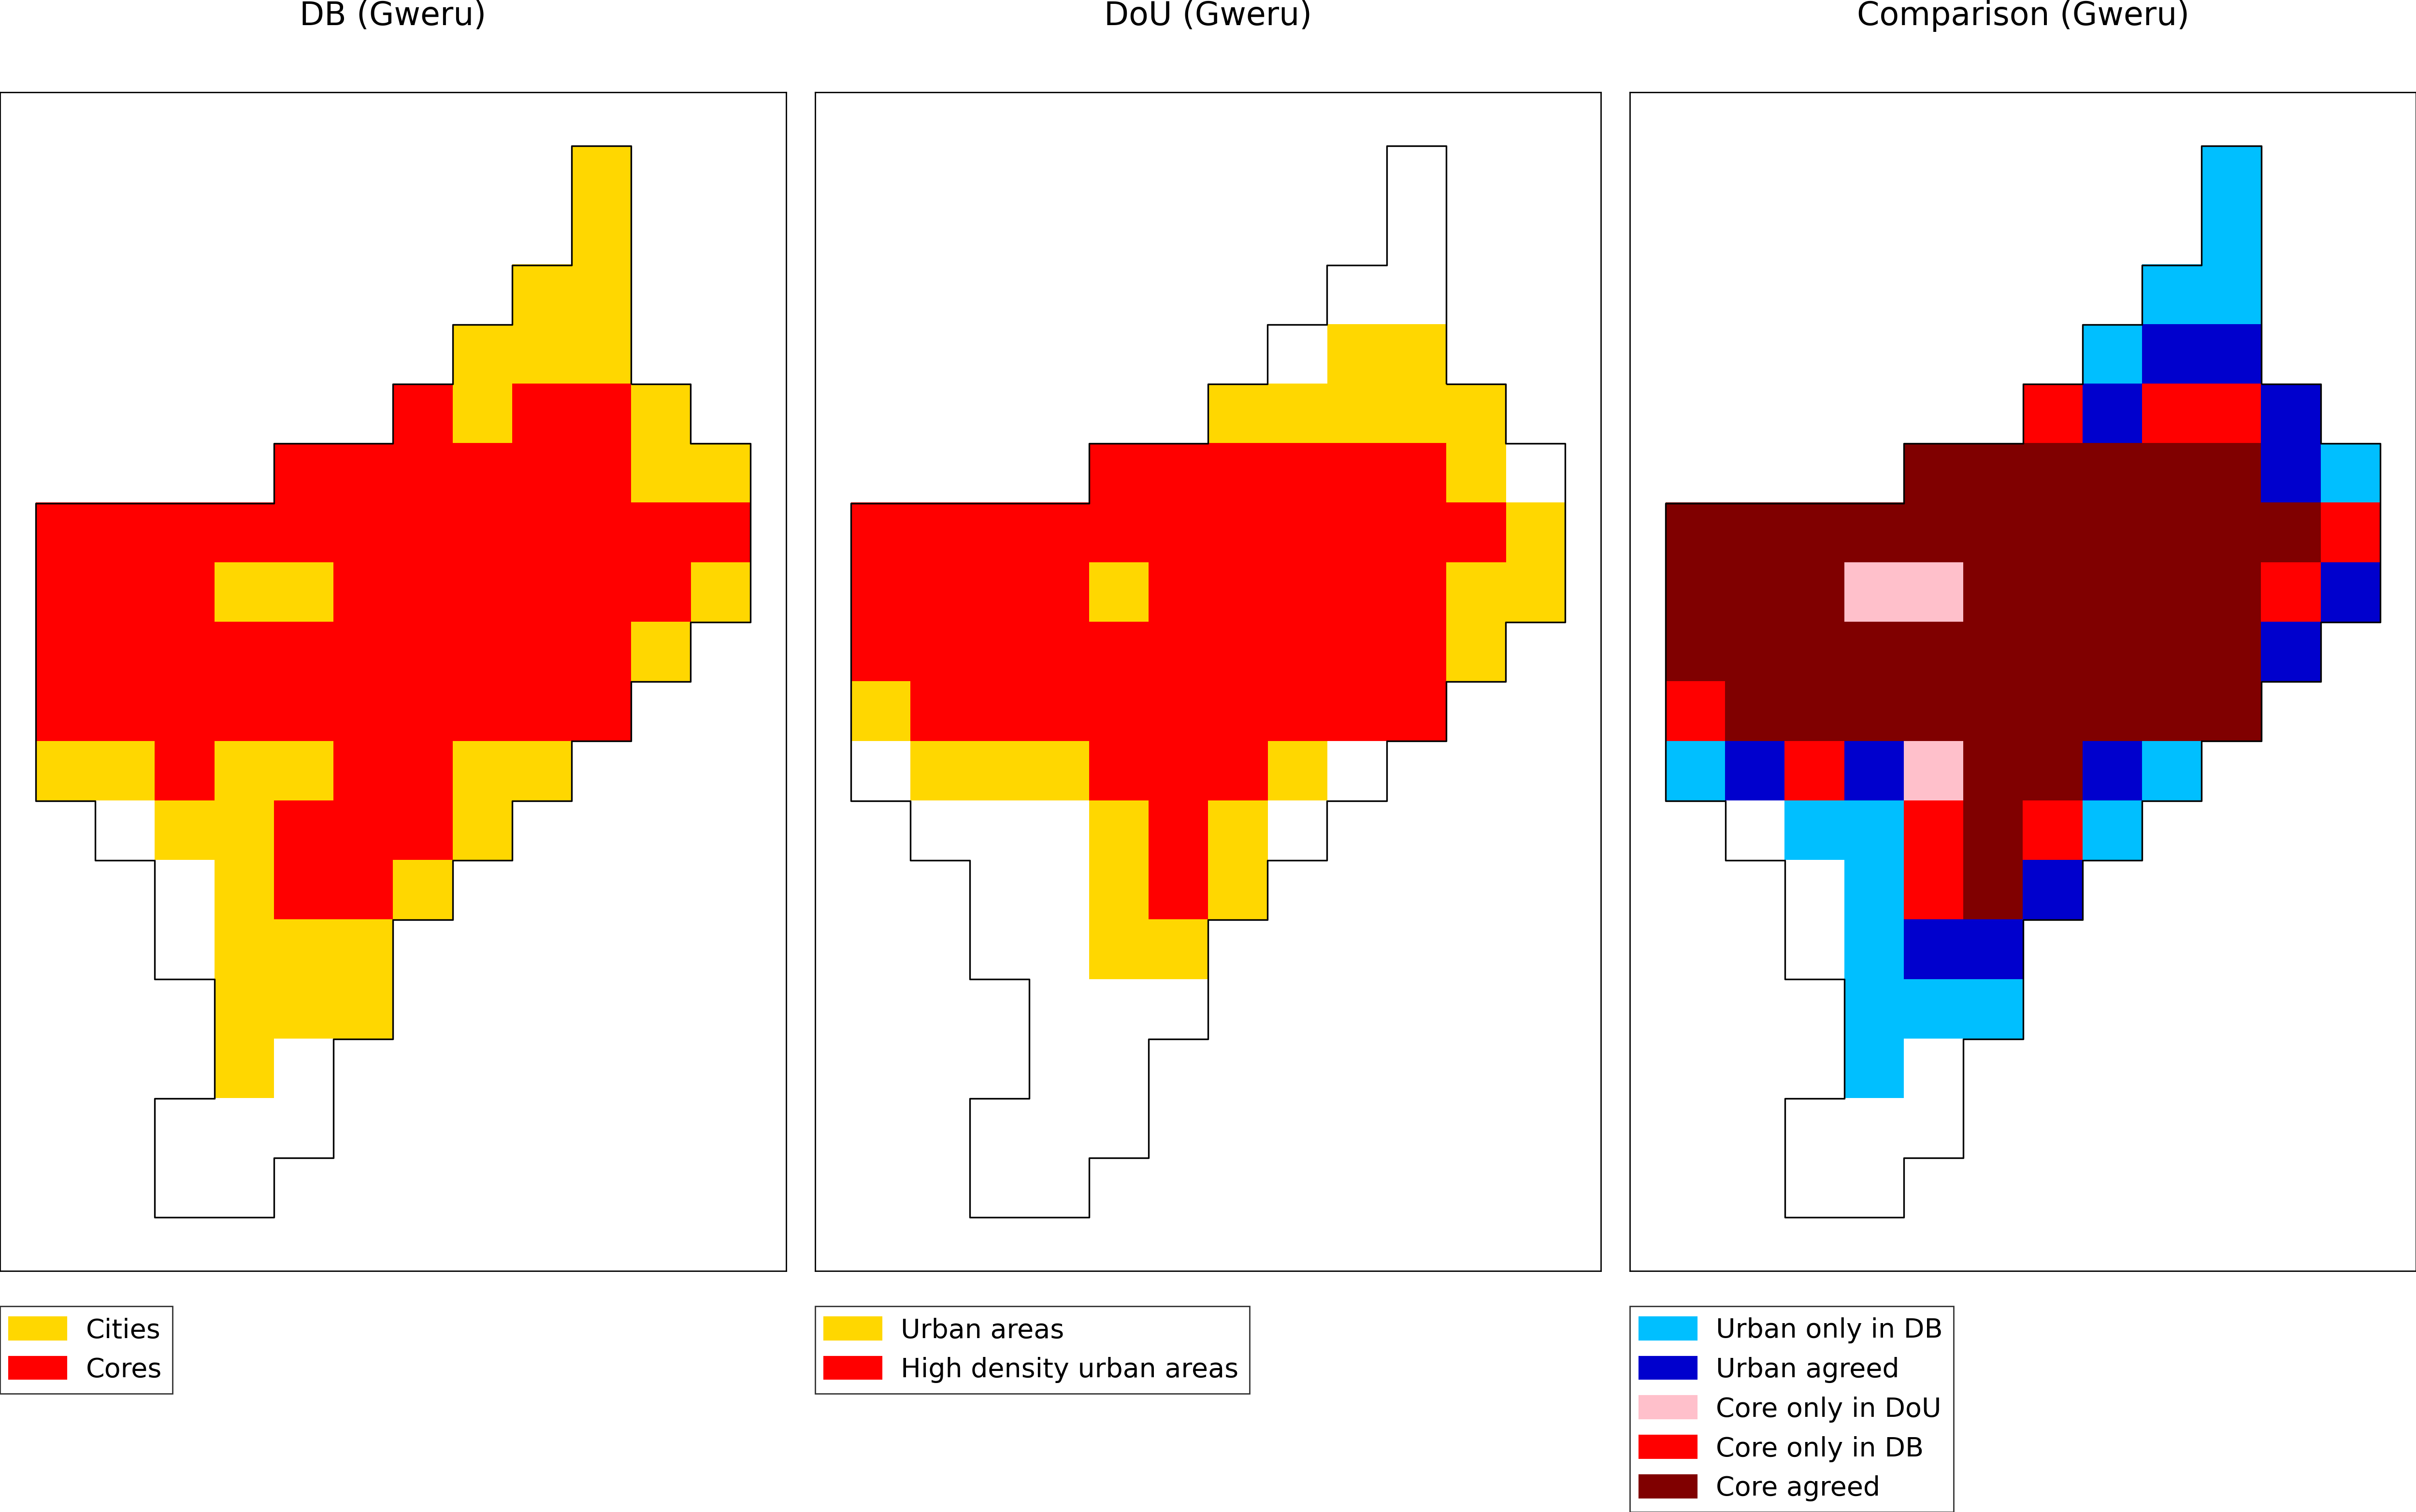 DB (Gweru)
DoU (Gweru)
Comparison (Gweru)
Cities
Cores
Urban areas
High density urban areas
Urban only in DB
Urban agreed
Core only in DoU
Core only in DB
Core agreed